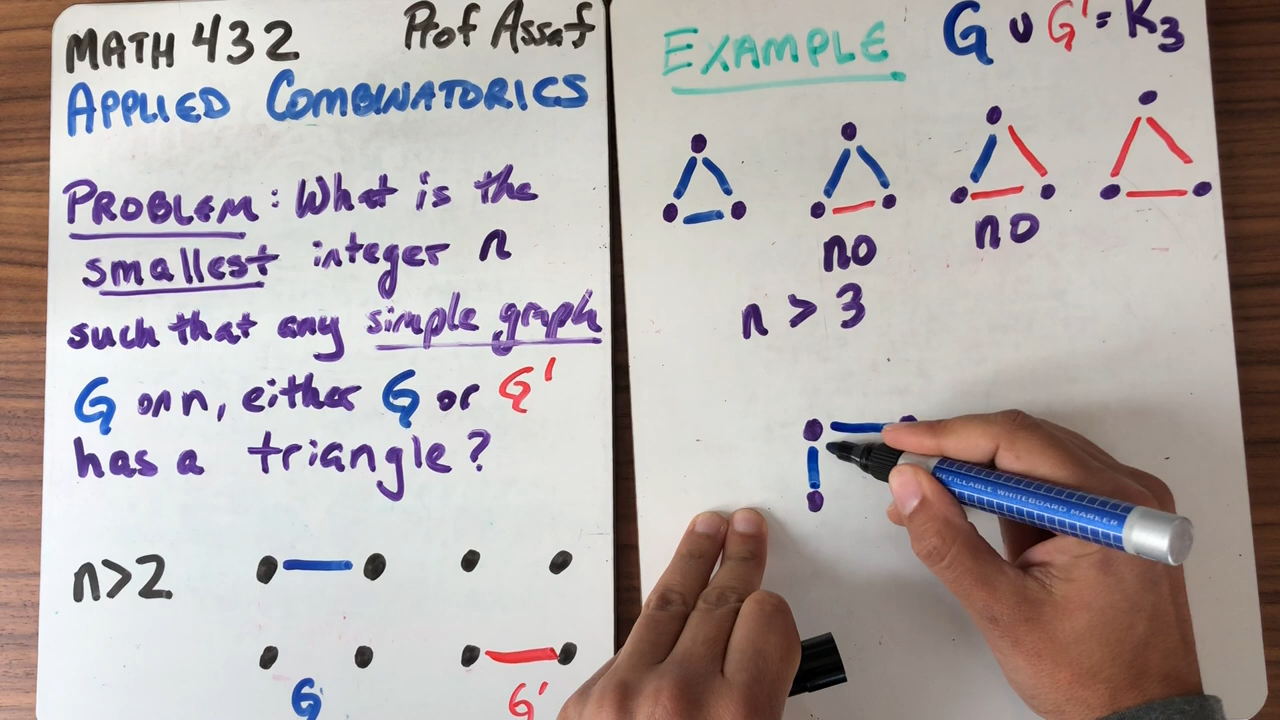 MATH 432 Prof Assaf
APPLIED COMBINATORICS
PROBLEM: What is the
smallest integer n
such that any simple graph
G on n, either G or G'
has a triangle?
n>2
G G'
EXAMPLE G ∪ G' = K3
no no
n > 3
REFILLABLE WHITEBOARD MARKER